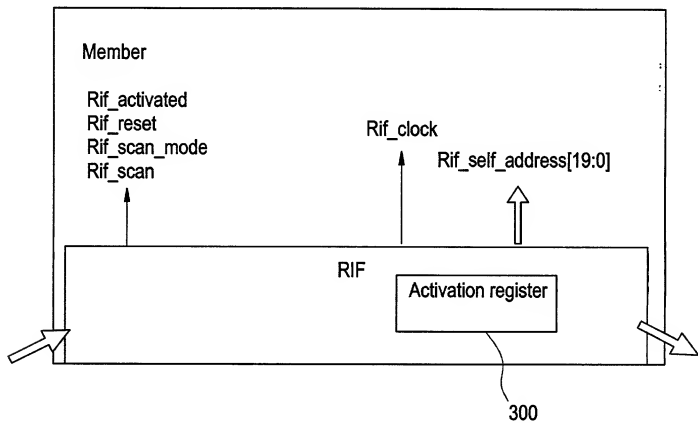 Member
Rif_activated
Rif_reset
Rif_scan_mode
Rif_scan
Rif_clock
Rif_self_address[19:0]
RIF
Activation register
300